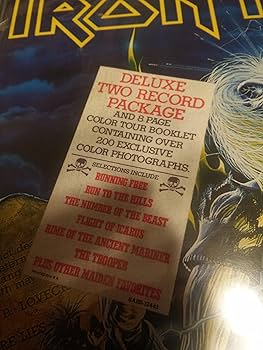 IRON
DELUXE
TWO RECORD
PACKAGE
AND 8 PAGE
COLOR TOUR BOOKLET
CONTAINING OVER
200 EXCLUSIVE
COLOR PHOTOGRAPHS.
SELECTIONS INCLUDE
RUNNING FREE
RUN TO THE HILLS
THE NUMBER OF THE BEAST
FLIGHT OF ICARUS
RIME OF THE ANCIENT MARINER
THE TROOPER
PLUS OTHER MAIDEN FAVORITES